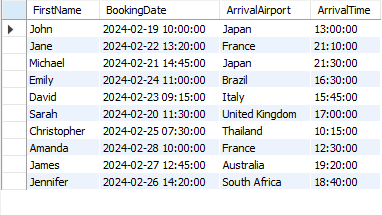 FirstName BookingDate ArrivalAirport ArrivalTime
John 2024-02-19 10:00:00 Japan 13:00:00
Jane 2024-02-22 13:20:00 France 21:10:00
Michael 2024-02-21 14:45:00 Japan 21:30:00
Emily 2024-02-24 11:00:00 Brazil 16:30:00
David 2024-02-23 09:15:00 Italy 15:45:00
Sarah 2024-02-20 11:30:00 United Kingdom 17:00:00
Christopher 2024-02-25 07:30:00 Thailand 10:15:00
Amanda 2024-02-28 10:00:00 France 12:30:00
James 2024-02-27 12:45:00 Australia 19:20:00
Jennifer 2024-02-26 14:20:00 South Africa 18:40:00